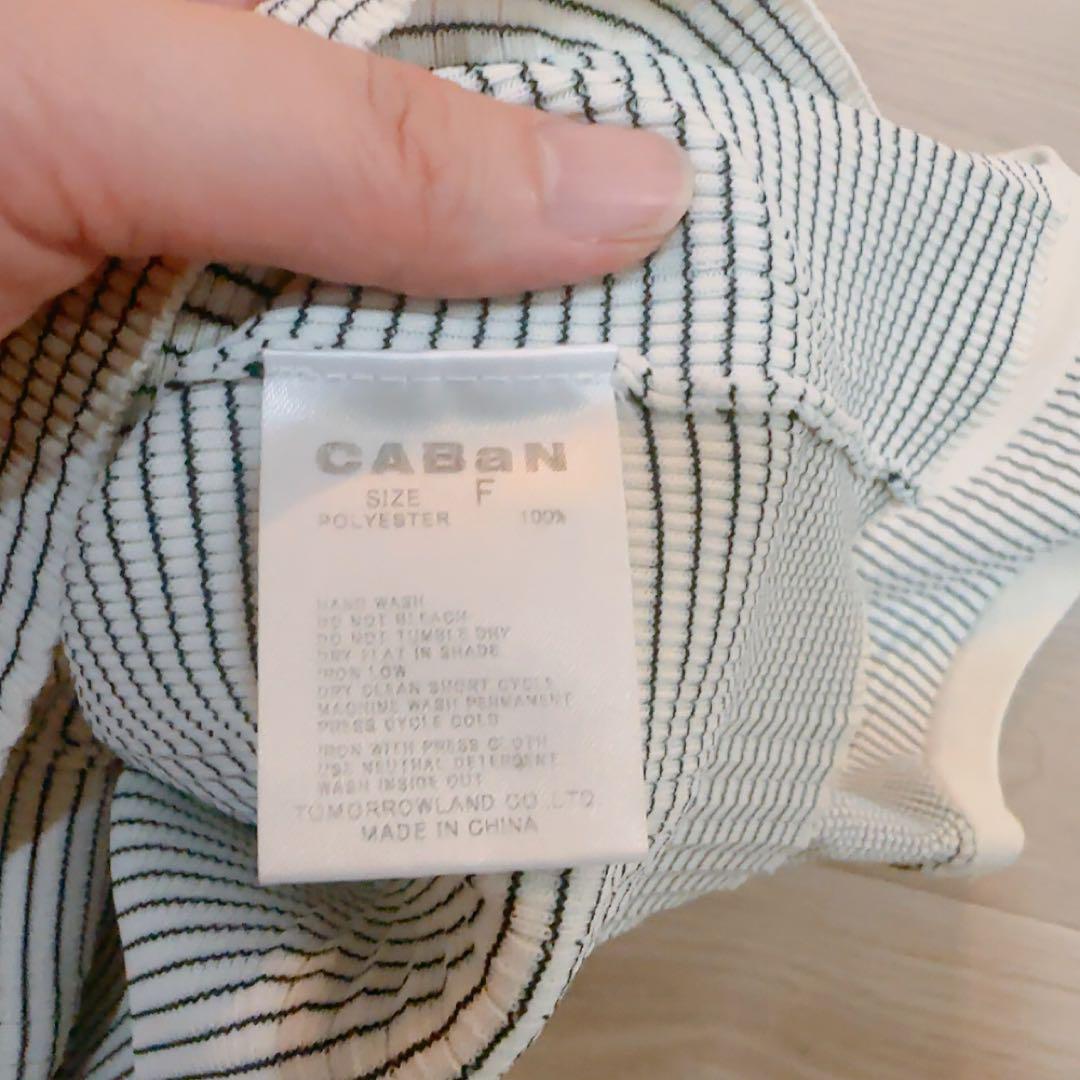 CABaN
SIZE F
POLYESTER 100%
HAND WASH
DO NOT BLEACH
DO NOT TUMBLE DRY
DRY FLAT IN SHADE
IRON LOW
DRY CLEAN SHORT CYCLE
MACHINE WASH PERMANENT
PRESS CYCLE COLD
IRON WITH PRESS CLOTH
USE NEUTRAL DETERGENT
WASH INSIDE OUT
TOMORROWLAND CO.,LTD.
MADE IN CHINA